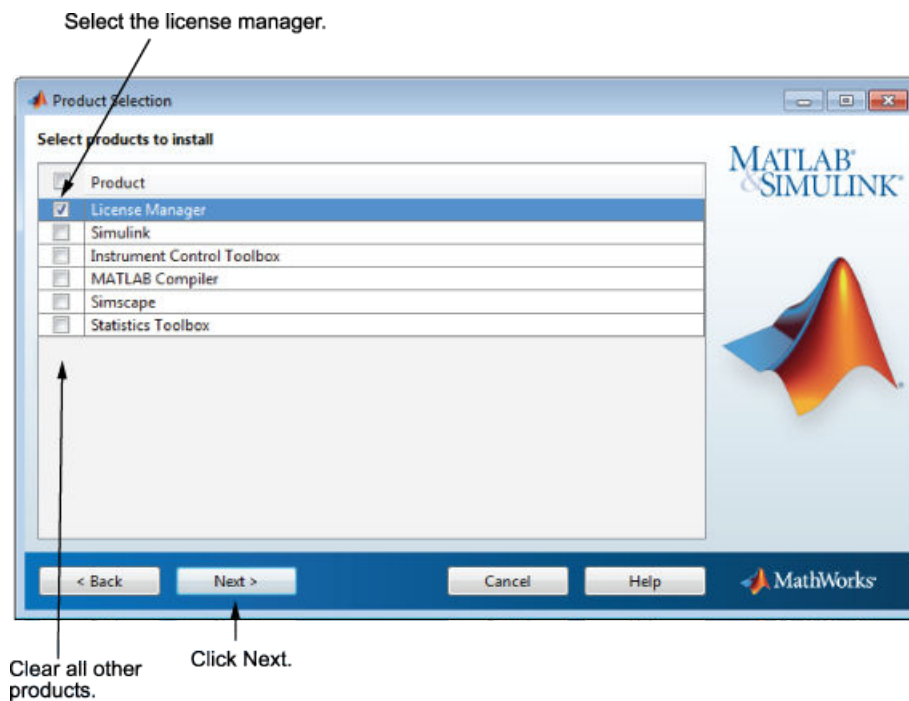 Select the license manager.
Product Selection
Select products to install
Product
License Manager
Simulink
Instrument Control Toolbox
MATLAB Compiler
Simscape
Statistics Toolbox
MATLAB®
&SIMULINK®
< Back
Next >
Cancel
Help
MathWorks®
Clear all other
products.
Click Next.